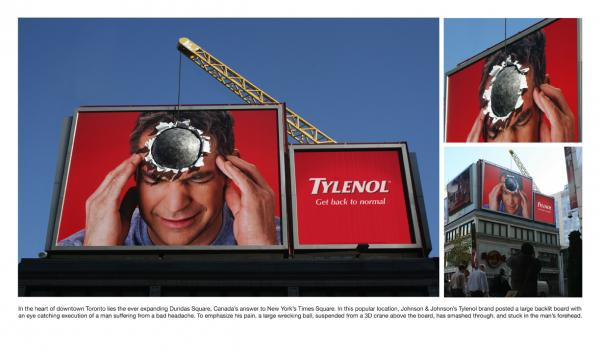 TYLENOL
Get back to normal
TYLENOL
In the heart of downtown Toronto lies the ever expanding Dundas Square, Canada's answer to New York's Times Square. In this popular location, Johnson & Johnson's Tylenol brand posted a large backlit board with
an eye catching execution of a man suffering from a bad headache. To emphasize his pain, a large wrecking ball, suspended from a 3D crane above the board, has smashed through, and stuck in the man's forehead.